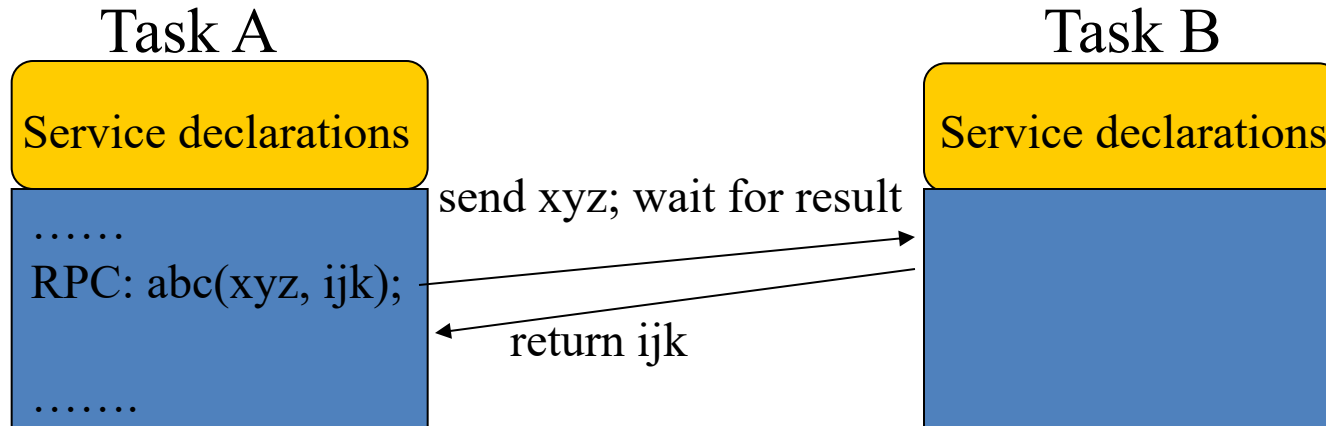 Task A
Task B
Service declarations
Service declarations
send xyz; wait for result
……
RPC: abc(xyz, ijk);
return ijk
…….